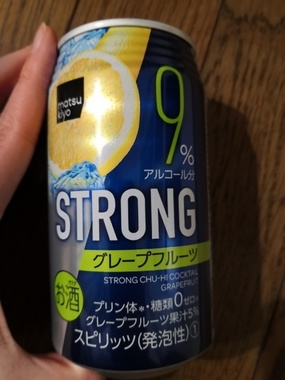 matsu
kiyo
9%
アルコール分
STRONG
グレープフルーツ
STRONG CHU-HI COCKTAIL
GRAPEFRUIT
お酒
プリン体*・糖類0ゼロ*
グレープフルーツ果汁5%
スピリッツ(発泡性)①